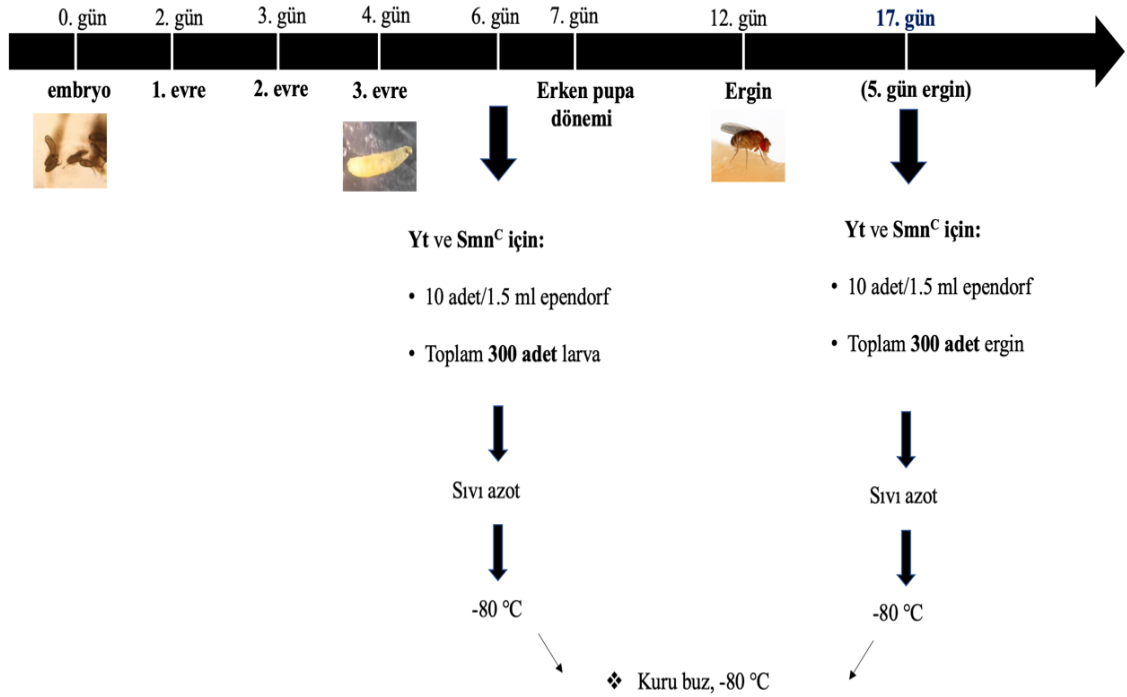 0. gün
2. gün
3. gün
4. gün
6. gün
7. gün
12. gün
17. gün
embryo
1. evre
2. evre
3. evre
Erken pupa
dönemi
Ergin
(5. gün ergin)
Yt ve Smnᶜ için:
• 10 adet/1.5 ml ependorf
• Toplam 300 adet larva
Sıvı azot
-80 °C
Yt ve Smnᶜ için:
• 10 adet/1.5 ml ependorf
• Toplam 300 adet ergin
Sıvı azot
-80 °C
❖ Kuru buz, -80 °C